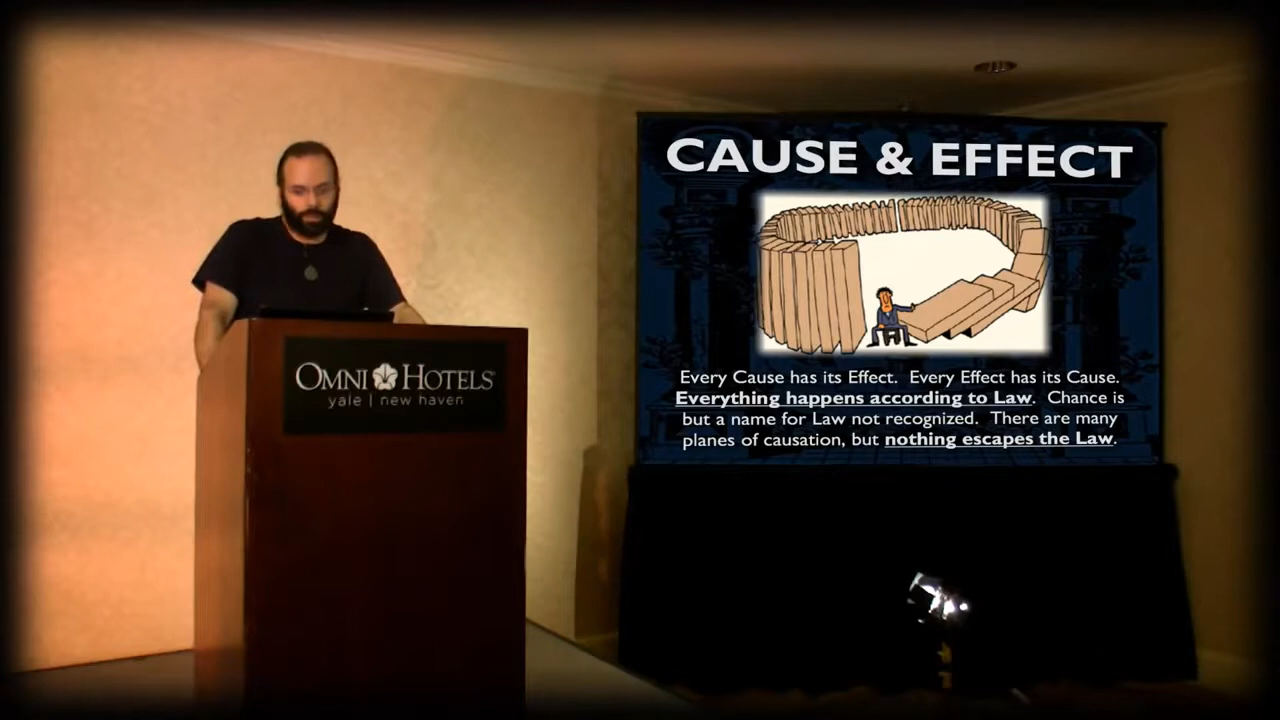 CAUSE & EFFECT
Every Cause has its Effect.  Every Effect has its Cause.
Everything happens according to Law.  Chance is
but a name for Law not recognized.  There are many
planes of causation, but nothing escapes the Law.
OMNI HOTELS
yale | new haven